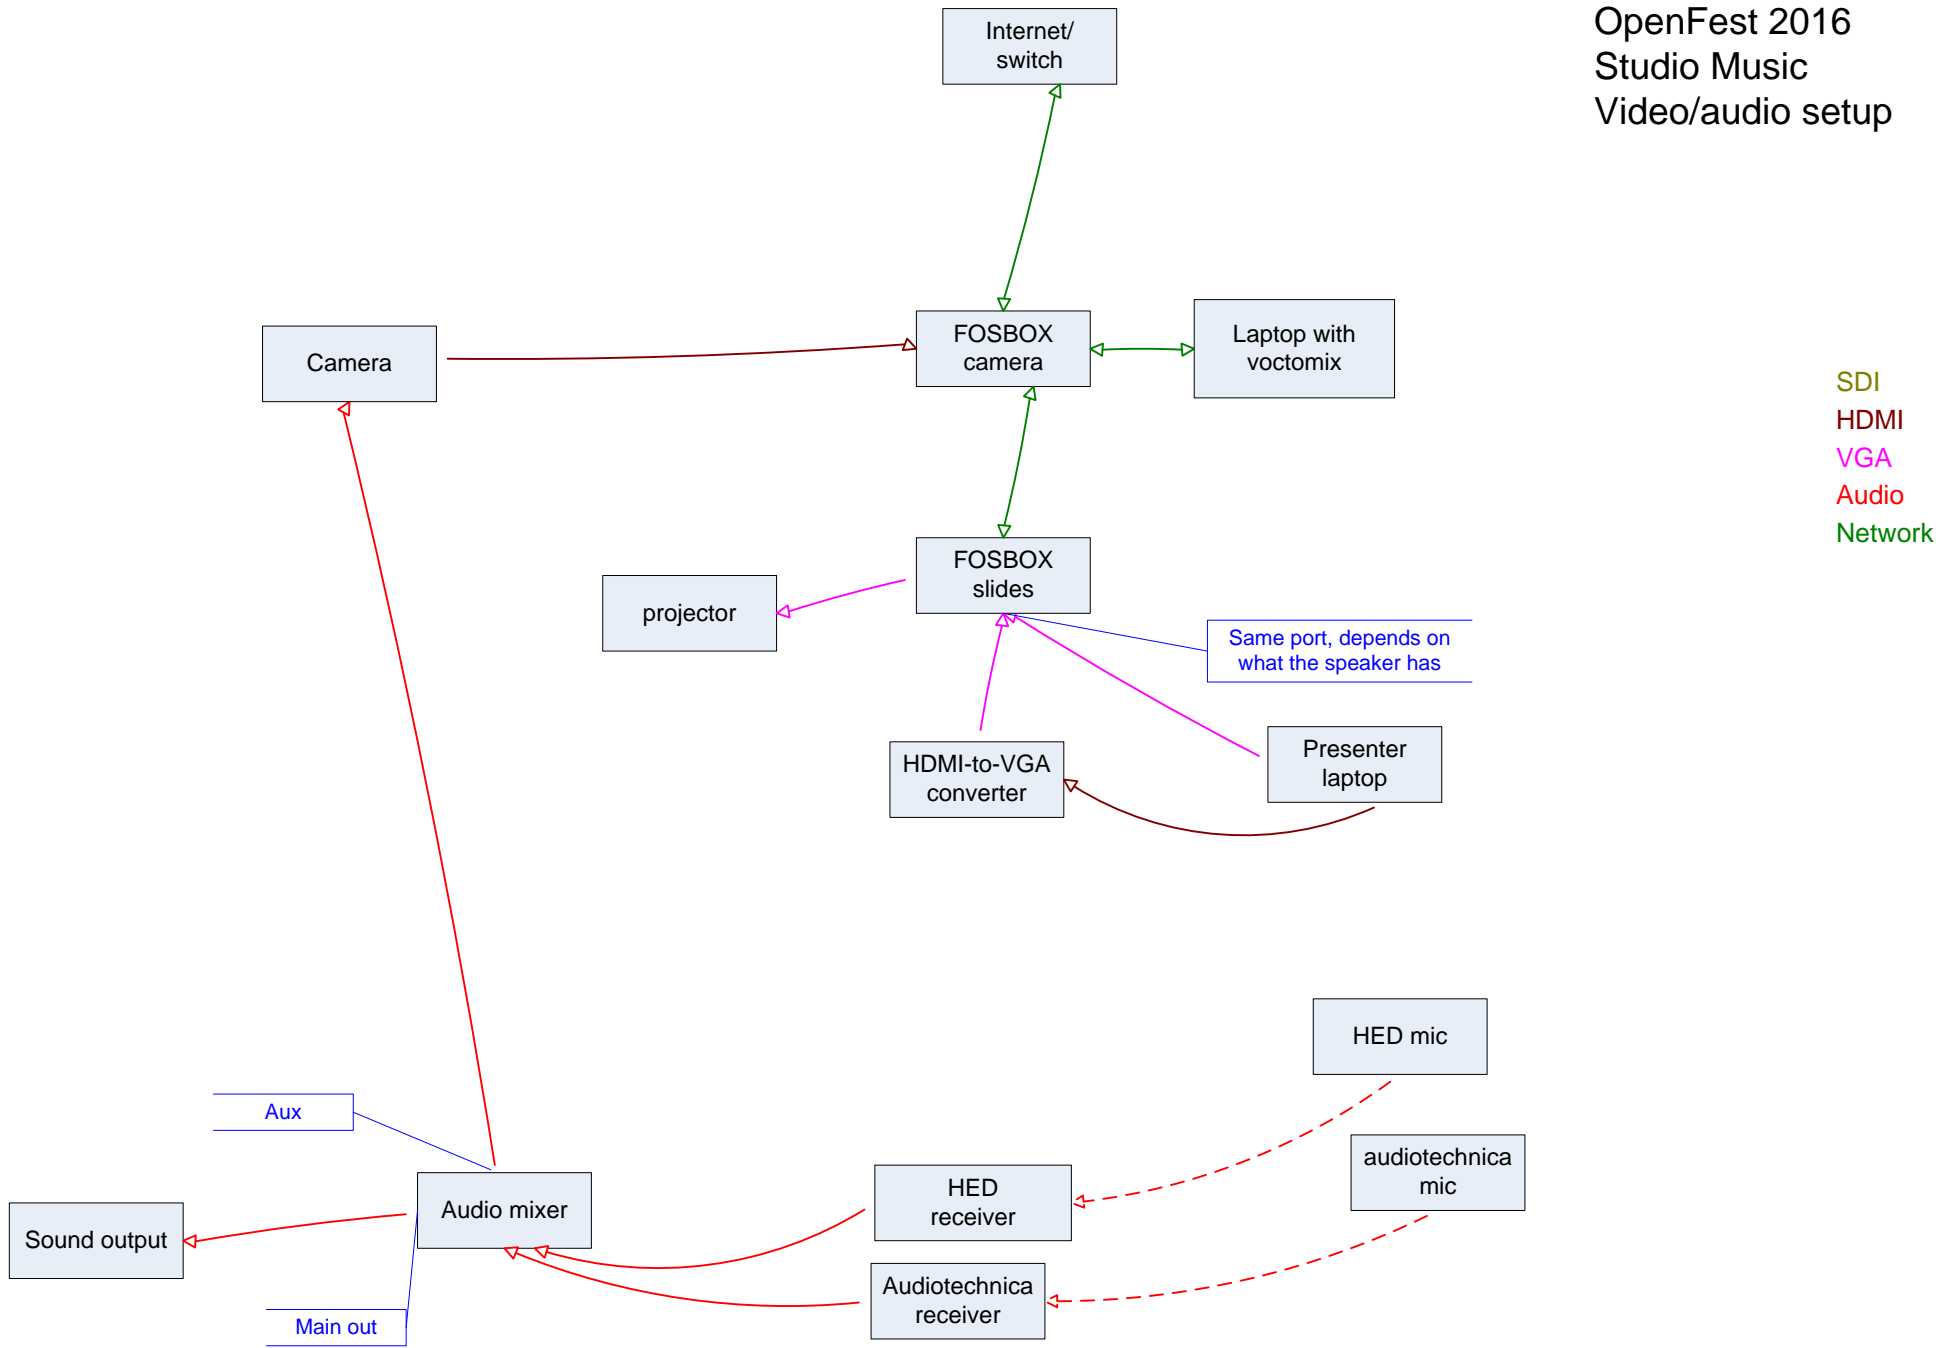 OpenFest 2016
Studio Music
Video/audio setup
Internet/
switch
Camera
FOSBOX
camera
Laptop with
voctomix
SDI
HDMI
VGA
Audio
Network
projector
FOSBOX
slides
Same port, depends on
what the speaker has
HDMI-to-VGA
converter
Presenter
laptop
HED mic
Aux
audiotechnica
mic
Sound output
Audio mixer
HED
receiver
Audiotechnica
receiver
Main out